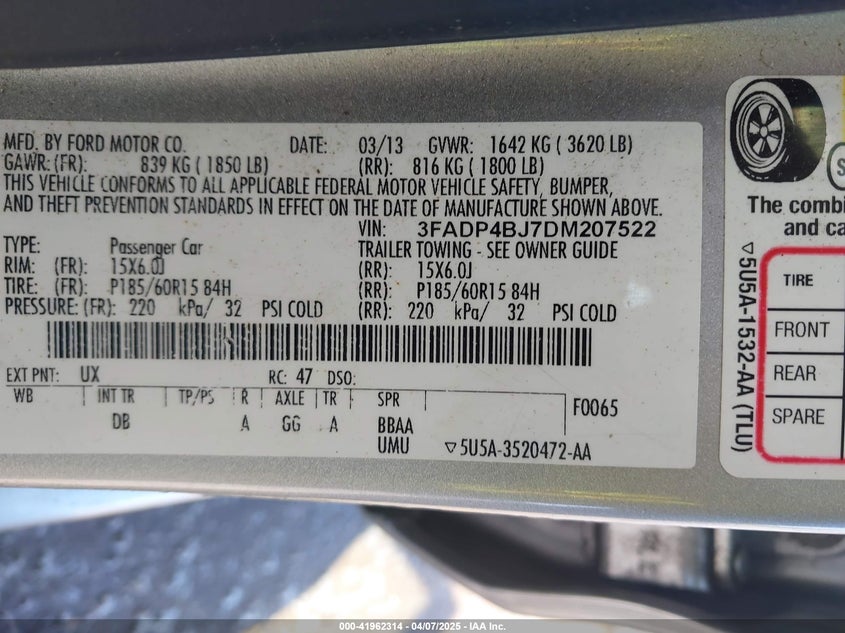 MFD. BY FORD MOTOR CO. DATE: 03/13 GVWR: 1642 KG ( 3620 LB)
GAWR:(FR): 839 KG ( 1850 LB) (RR): 816 KG ( 1800 LB)
THIS VEHICLE CONFORMS TO ALL APPLICABLE FEDERAL MOTOR VEHICLE SAFETY, BUMPER,
AND THEFT PREVENTION STANDARDS IN EFFECT ON THE DATE OF MANUFACTURE SHOWN ABOVE.
VIN: 3FADP4BJ7DM207522
TYPE: Passenger Car TRAILER TOWING - SEE OWNER GUIDE
RIM: (FR): 15X6.0J (RR): 15X6.0J
TIRE: (FR): P185/60R15 84H (RR): P185/60R15 84H
PRESSURE:(FR): 220 kPa/ 32 PSI COLD (RR): 220 kPa/ 32 PSI COLD
EXT PNT: UX RC: 47 DSO:
WB INT TR TP/PS R AXLE TR SPR F0065
DB A GG A BBAA
UMU ▽5U5A-3520472-AA
The combi
and ca
▽5U5A-1532-AA (TLU)
TIRE
FRONT
REAR
SPARE
000-41962314 - 04/07/2025 - IAA Inc.